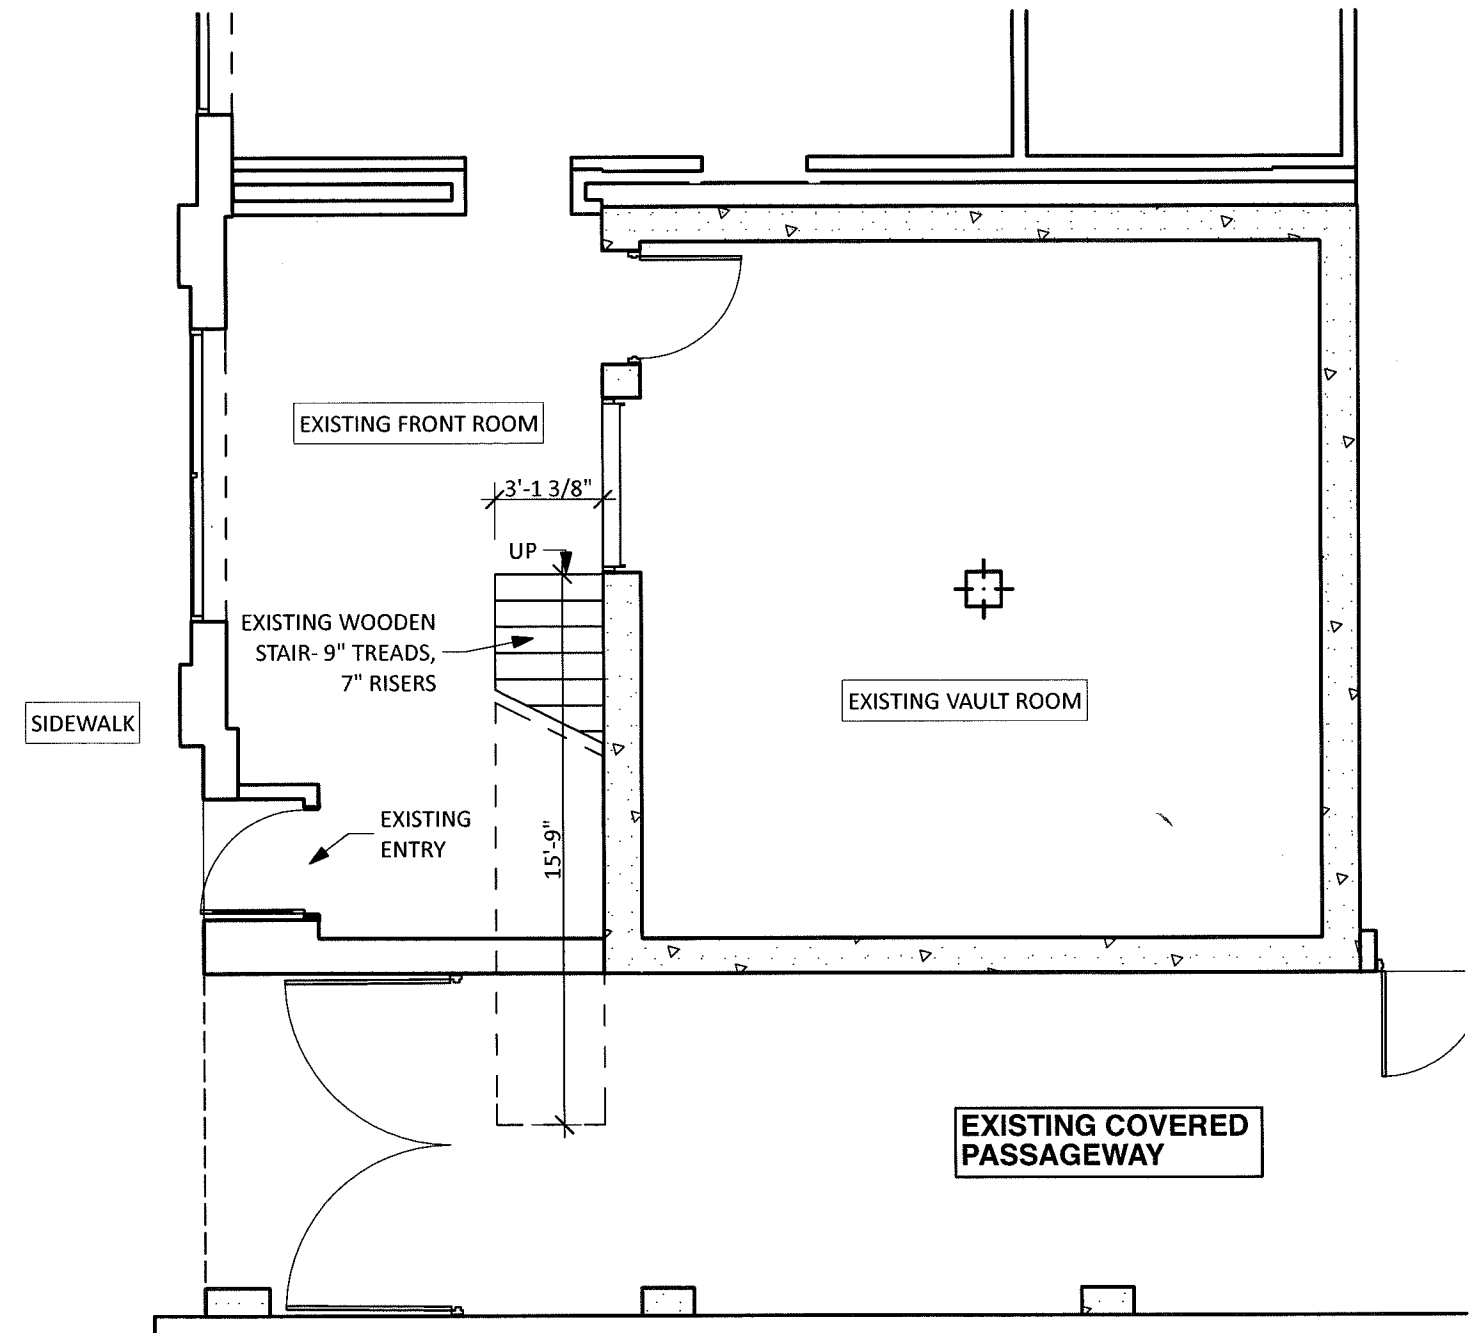 EXISTING FRONT ROOM
3'-1 3/8"
UP
EXISTING WOODEN
STAIR- 9" TREADS,
7" RISERS
EXISTING VAULT ROOM
SIDEWALK
EXISTING
ENTRY
15'-9"
EXISTING COVERED
PASSAGEWAY